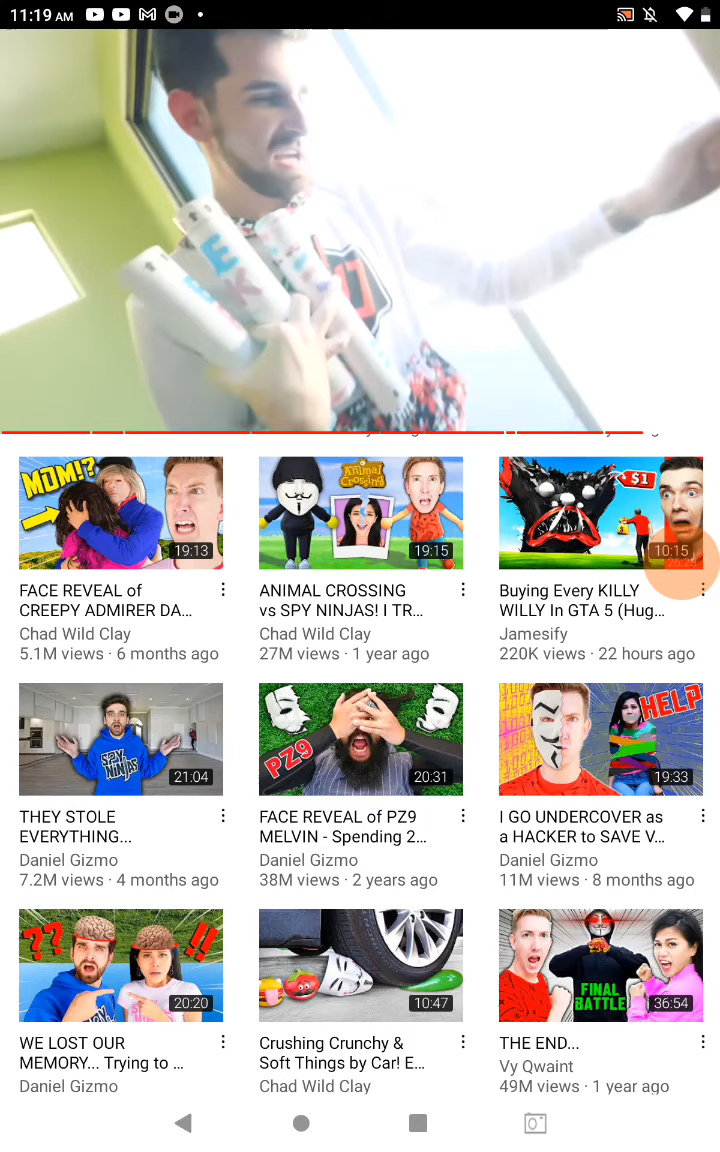 11:19 AM
E
K
MOM!?
19:13
Animal
Crossing
19:15
$1
10:15
FACE REVEAL of
CREEPY ADMIRER DA...
Chad Wild Clay
5.1M views · 6 months ago
ANIMAL CROSSING
vs SPY NINJAS! I TR...
Chad Wild Clay
27M views · 1 year ago
Buying Every KILLY
WILLY In GTA 5 (Hug...
Jamesify
220K views · 22 hours ago
SPY
NINJAS
21:04
PZ9
20:31
HELP
19:33
THEY STOLE
EVERYTHING...
Daniel Gizmo
7.2M views · 4 months ago
FACE REVEAL of PZ9
MELVIN - Spending 2...
Daniel Gizmo
38M views · 2 years ago
I GO UNDERCOVER as
a HACKER to SAVE V...
Daniel Gizmo
11M views · 8 months ago
??
!!
20:20
10:47
FINAL
BATTLE
36:54
WE LOST OUR
MEMORY... Trying to ...
Daniel Gizmo
Crushing Crunchy &
Soft Things by Car! E...
Chad Wild Clay
THE END...
Vy Qwaint
49M views · 1 year ago